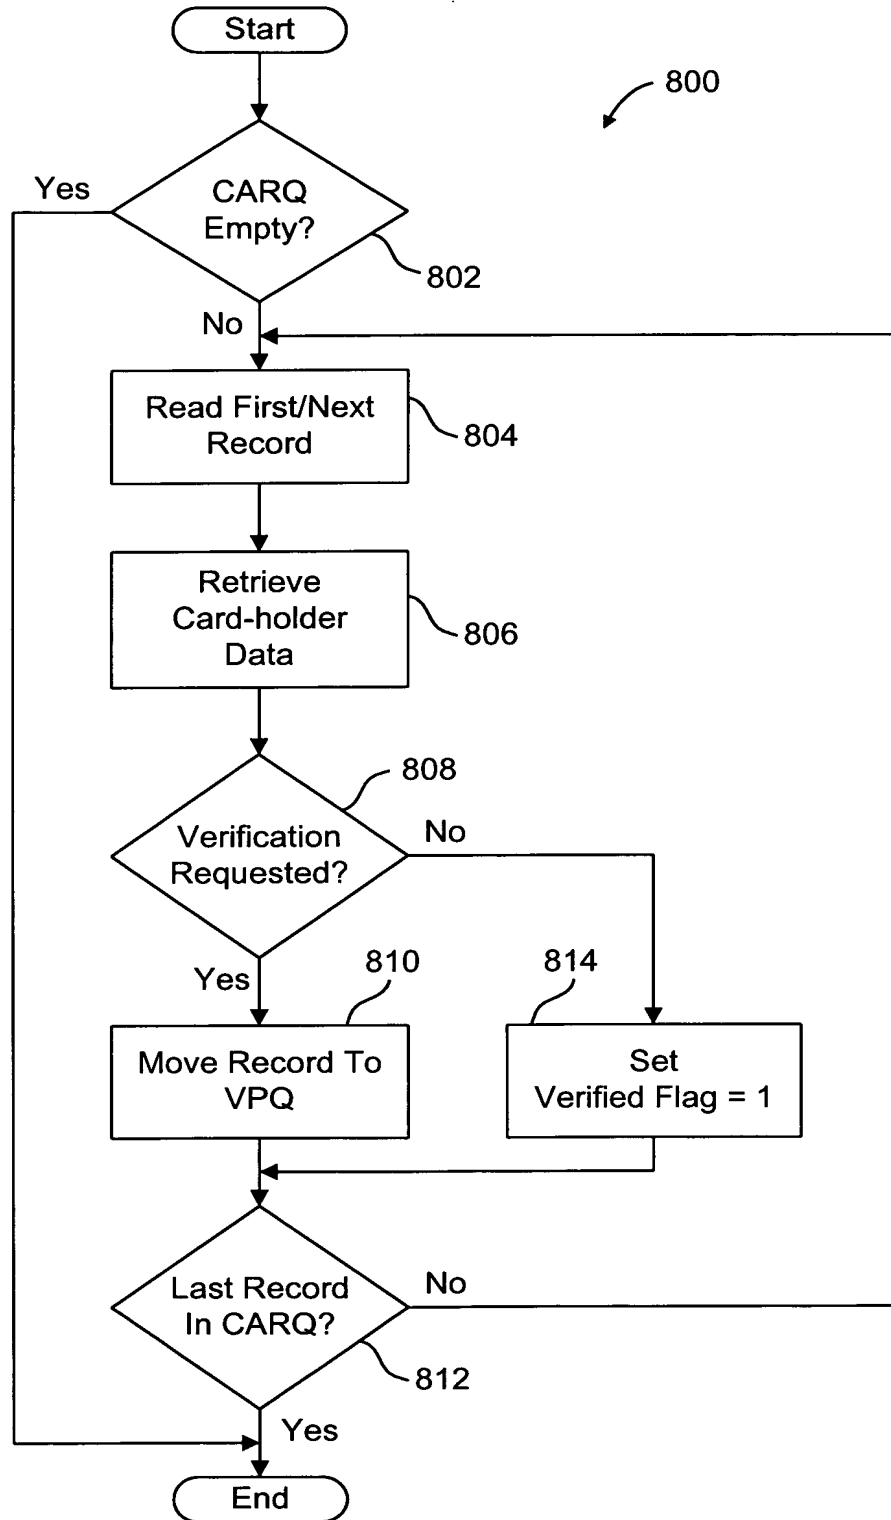 Start
800
Yes
CARQ
Empty?
802
No
Read First/Next
Record
804
Retrieve
Card-holder
Data
806
808
Verification
Requested?
No
Yes
810
814
Move Record To
VPQ
Set
Verified Flag = 1
Last Record
In CARQ?
No
812
Yes
End